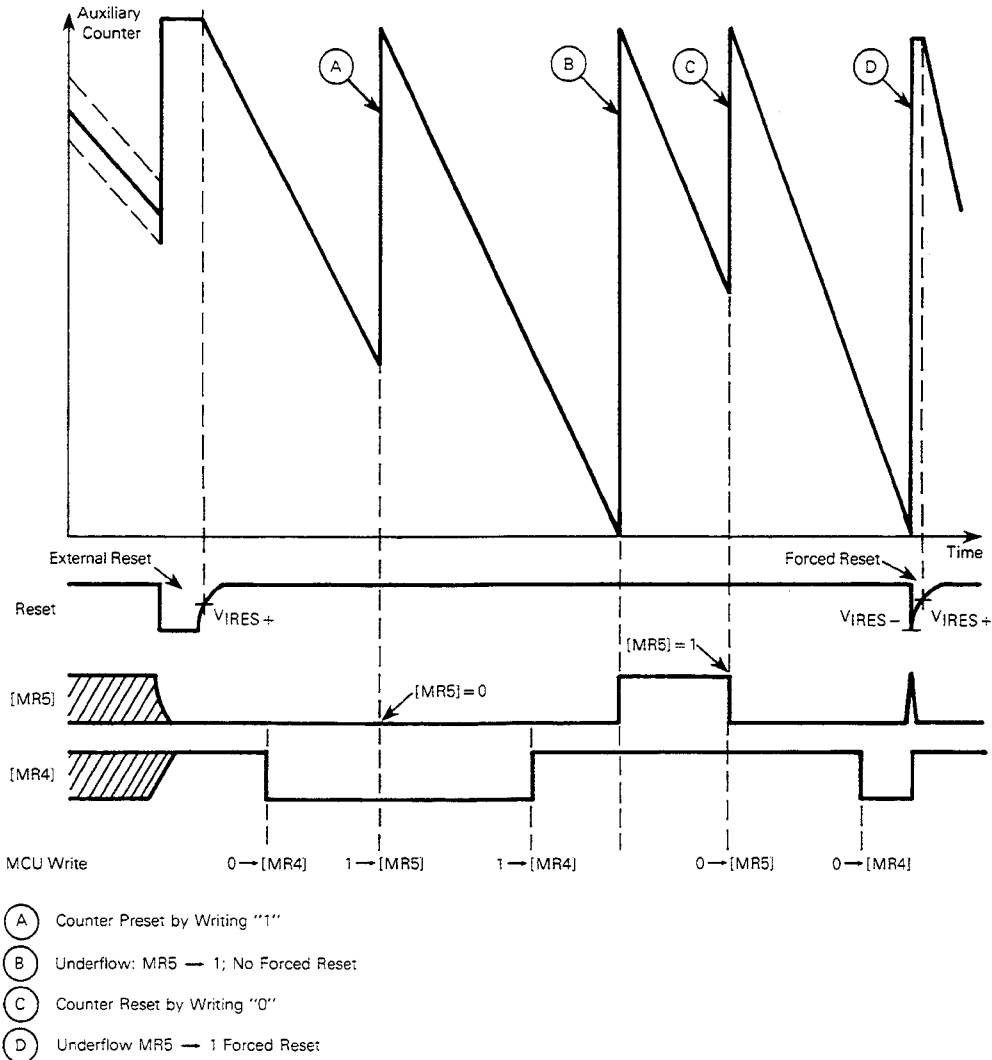 Auxiliary
Counter
A
B
C
D
Time
External Reset
Forced Reset
Reset
VIRES +
VIRES −
VIRES +
[MR5] = 1
[MR5]
[MR5] = 0
[MR4]
MCU Write
0 → [MR4]
1 → [MR5]
1 → [MR4]
0 → [MR5]
0 → [MR4]
A Counter Preset by Writing "1"
B Underflow: MR5 → 1; No Forced Reset
C Counter Reset by Writing "0"
D Underflow MR5 → 1 Forced Reset